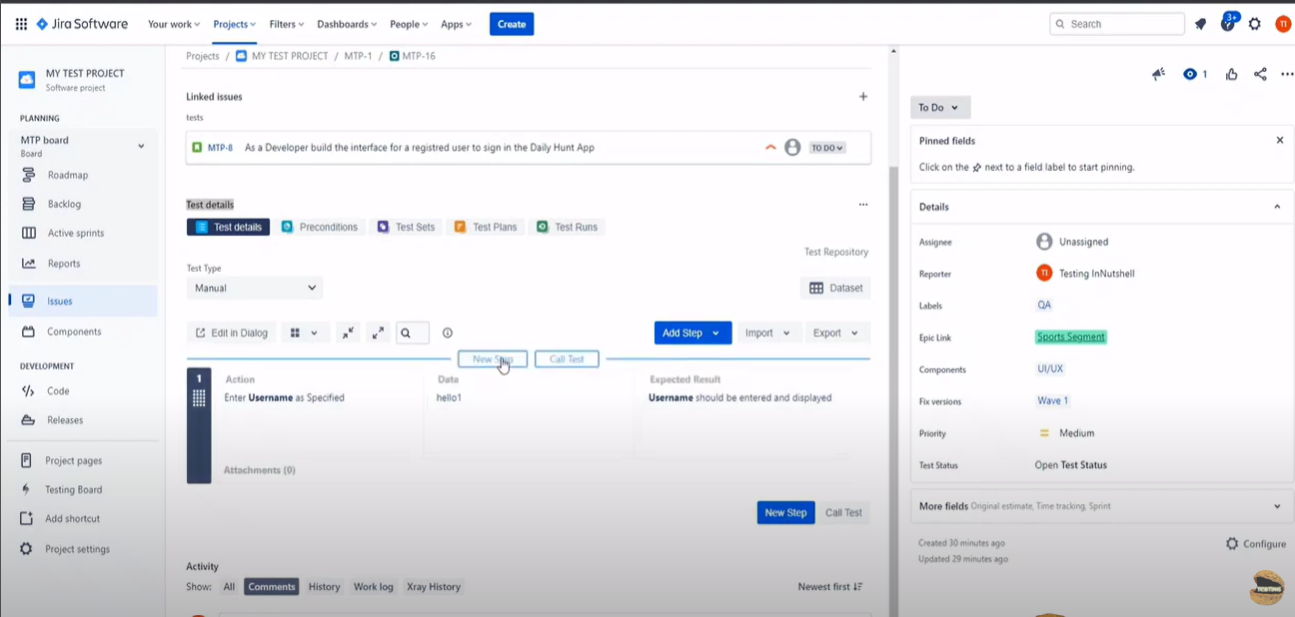 Jira Software Your work Projects Filters Dashboards People Apps Create Search 3+ TI
MY TEST PROJECT
Software project
PLANNING
MTP board
Board
Roadmap
Backlog
Active sprints
Reports
Issues
Components
DEVELOPMENT
Code
Releases
Project pages
Testing Board
Add shortcut
Project settings
Projects / MY TEST PROJECT / MTP-1 / MTP-16
Linked issues
tests
MTP-8 As a Developer build the interface for a registred user to sign in the Daily Hunt App TO DO
Test details
Test details Preconditions Test Sets Test Plans Test Runs
Test Repository
Test Type
Manual Dataset
Edit in Dialog Add Step Import Export
New Step Call Test
1 Action Data Expected Result
Enter Username as Specified hello1 Username should be entered and displayed
Attachments (0)
New Step Call Test
Activity
Show: All Comments History Work log Xray History Newest first
1
To Do
Pinned fields
Click on the next to a field label to start pinning.
Details
Assignee Unassigned
Reporter TI Testing InNutshell
Labels QA
Epic Link Sports Segment
Components UI/UX
Fix versions Wave 1
Priority Medium
Test Status Open Test Status
More fields Original estimate, Time tracking, Sprint
Created 30 minutes ago Configure
Updated 29 minutes ago
TESTING